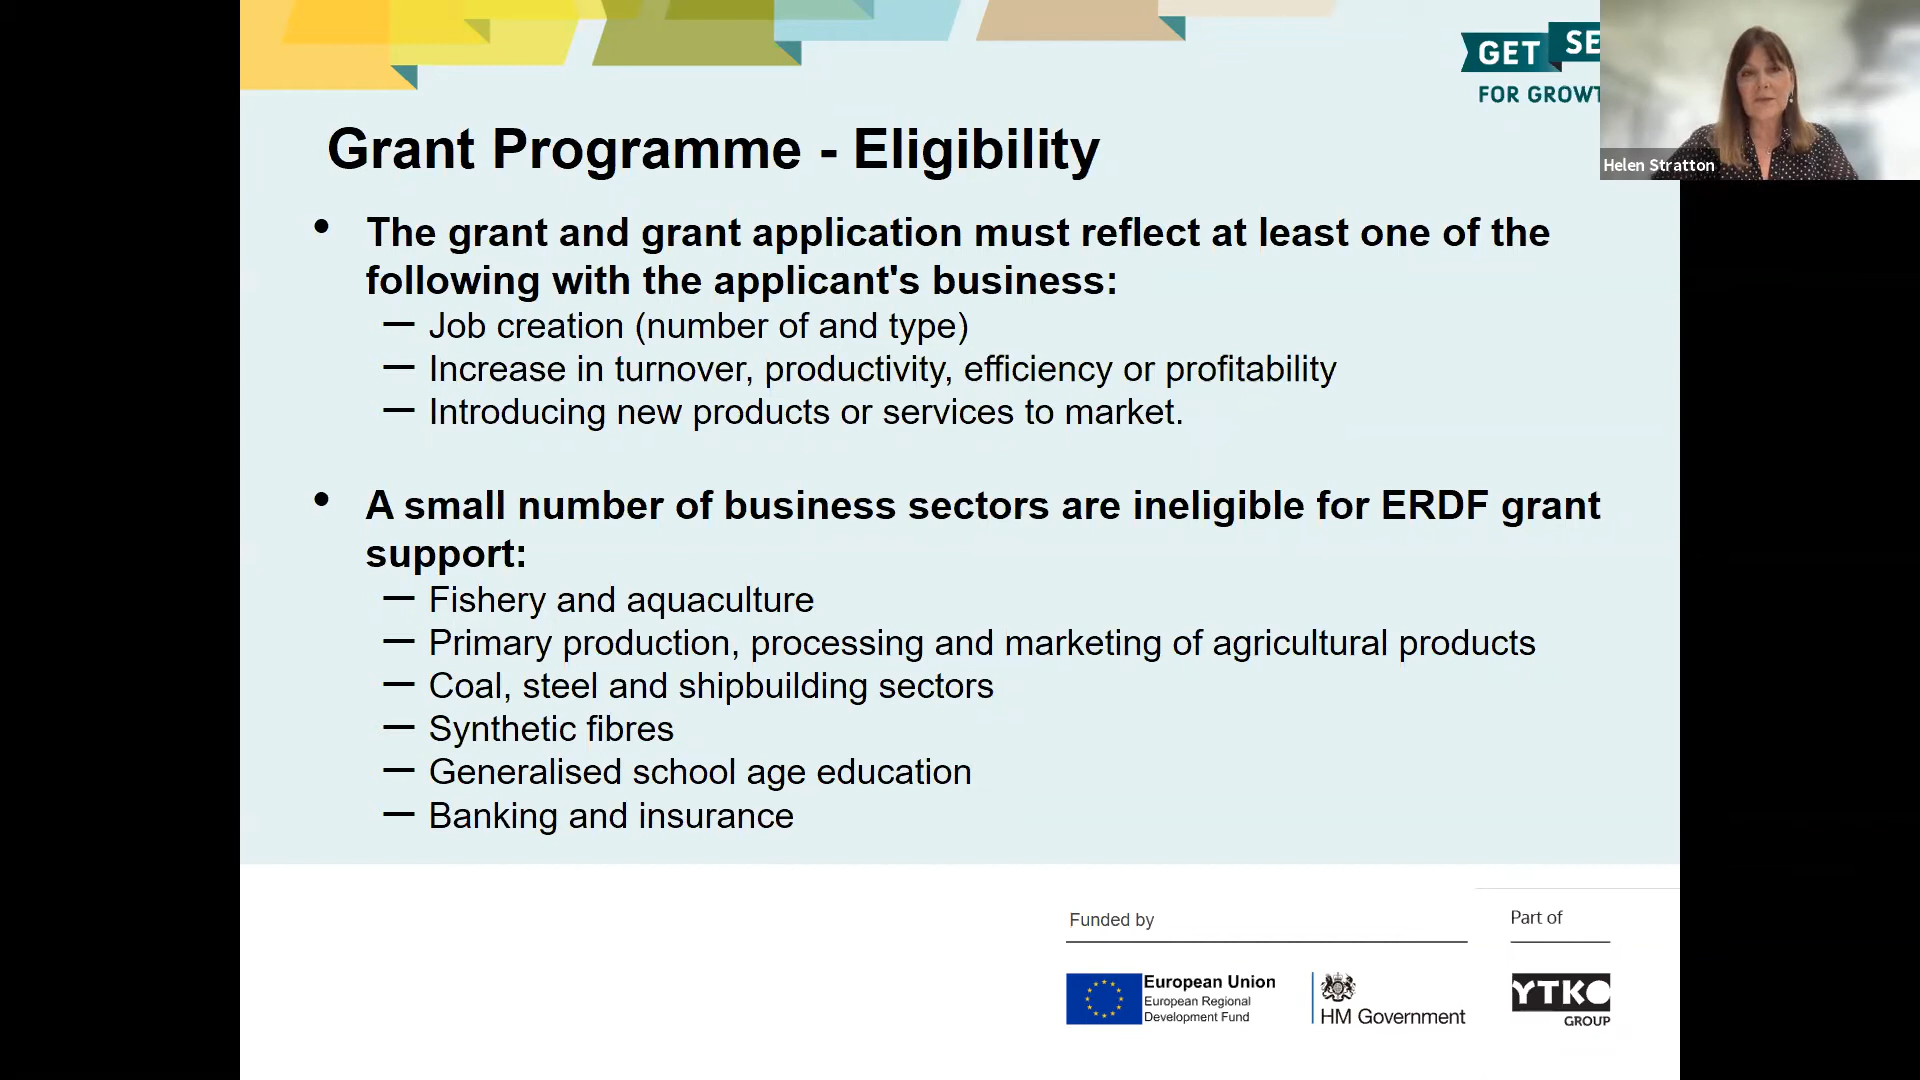 GET SE
FOR GROWT
Helen Stratton
Grant Programme - Eligibility
• The grant and grant application must reflect at least one of the
following with the applicant's business:
— Job creation (number of and type)
— Increase in turnover, productivity, efficiency or profitability
— Introducing new products or services to market.
• A small number of business sectors are ineligible for ERDF grant
support:
— Fishery and aquaculture
— Primary production, processing and marketing of agricultural products
— Coal, steel and shipbuilding sectors
— Synthetic fibres
— Generalised school age education
— Banking and insurance
Funded by
European Union
European Regional
Development Fund
HM Government
Part of
YTKO
GROUP